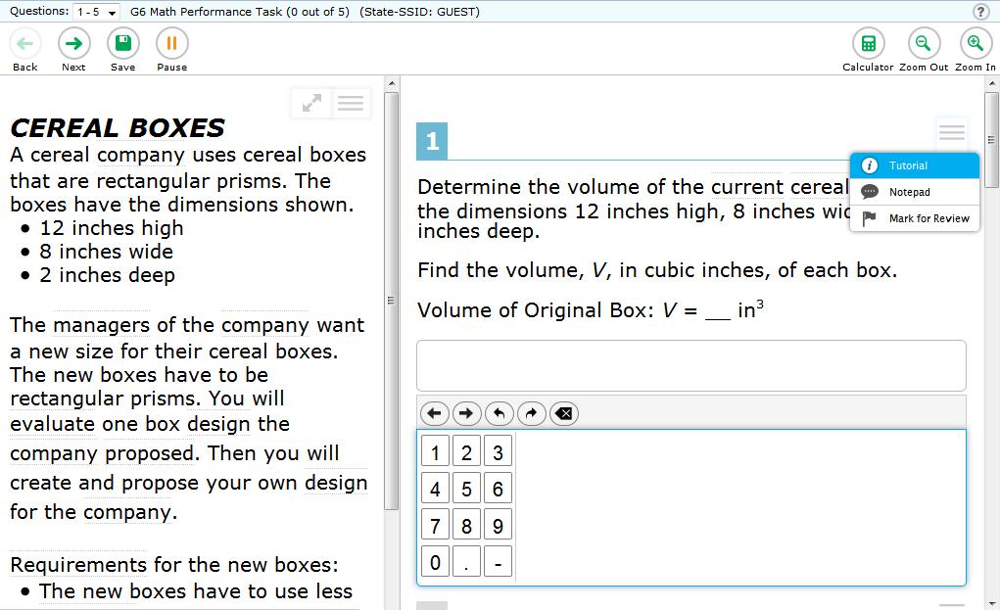 Questions: 1 - 5 G6 Math Performance Task (0 out of 5) (State-SSID: GUEST) ?
Back Next Save Pause Calculator Zoom Out Zoom In
CEREAL BOXES
A cereal company uses cereal boxes
that are rectangular prisms. The
boxes have the dimensions shown.
• 12 inches high
• 8 inches wide
• 2 inches deep
The managers of the company want
a new size for their cereal boxes.
The new boxes have to be
rectangular prisms. You will
evaluate one box design the
company proposed. Then you will
create and propose your own design
for the company.
Requirements for the new boxes:
• The new boxes have to use less
1
i Tutorial
Notepad
Mark for Review
Determine the volume of the current cereal
the dimensions 12 inches high, 8 inches
inches deep.
Find the volume, V, in cubic inches, of each box.
Volume of Original Box: V = __ in³
1 2 3
4 5 6
7 8 9
0 . -